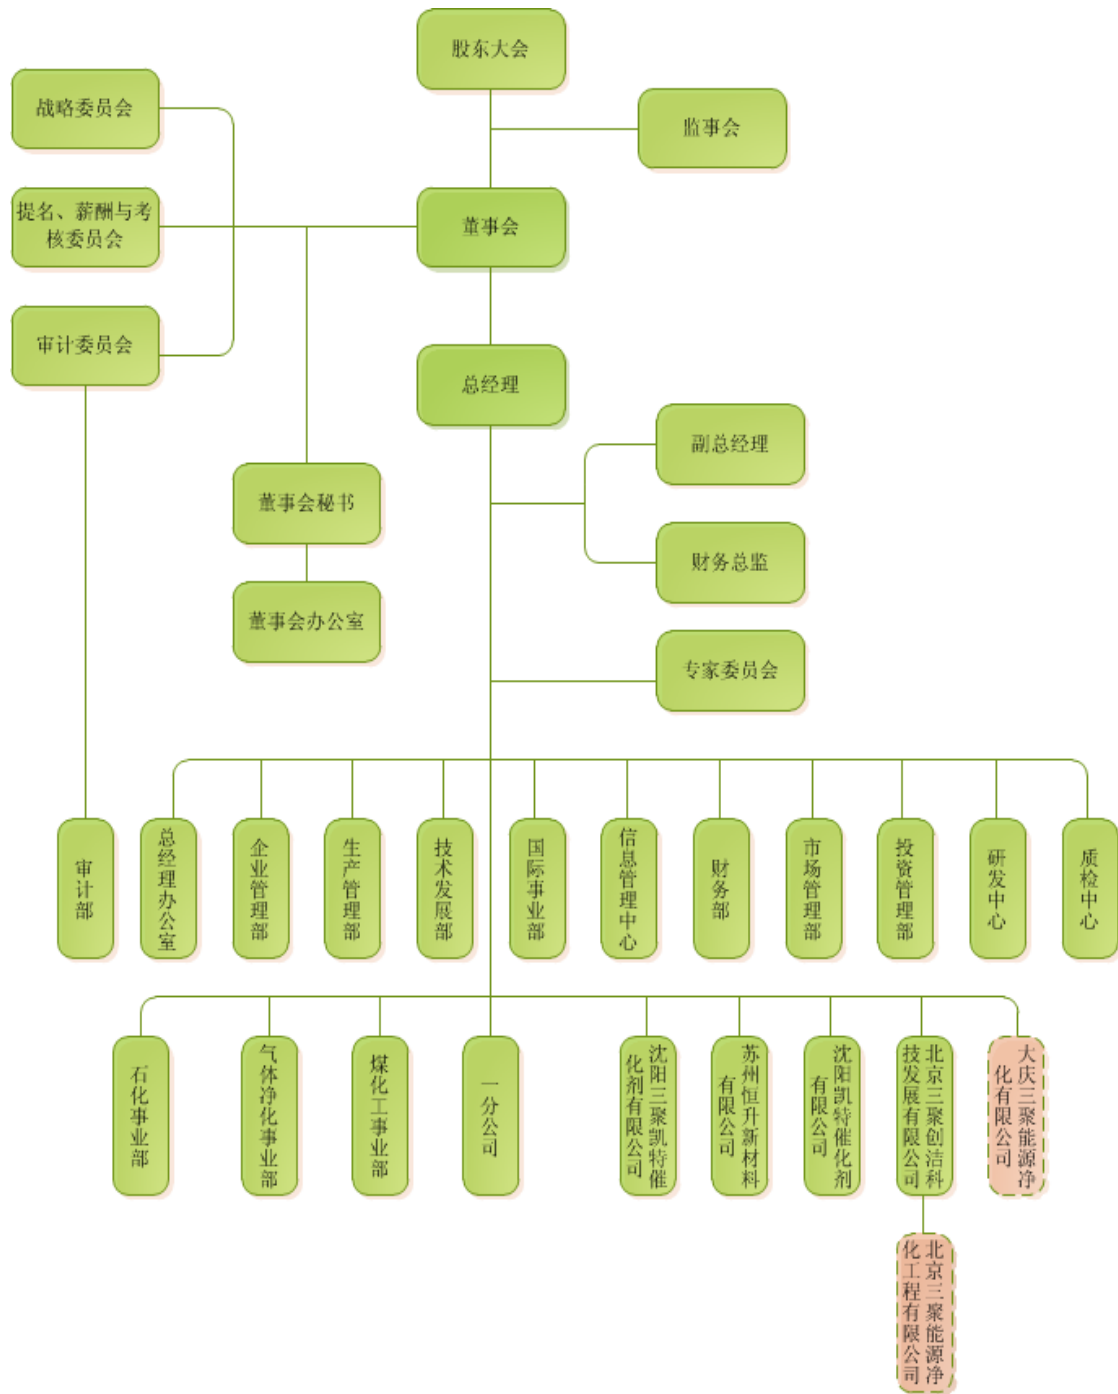 股东大会
战略委员会
监事会
提名、薪酬与考
核委员会
董事会
审计委员会
总经理
副总经理
董事会秘书
财务总监
董事会办公室
专家委员会
审计部
总经理办公室
企业管理部
生产管理部
技术发展部
国际事业部
信息管理中心
财务部
市场管理部
投资管理部
研发中心
质检中心
石化事业部
气体净化事业部
煤化工事业部
一分公司
沈阳三聚凯特催
化剂有限公司
苏州恒升新材料
有限公司
沈阳凯特催化剂
有限公司
北京三聚创洁科
技发展有限公司
大庆三聚能源净
化有限公司
北京三聚能源净
化工程有限公司